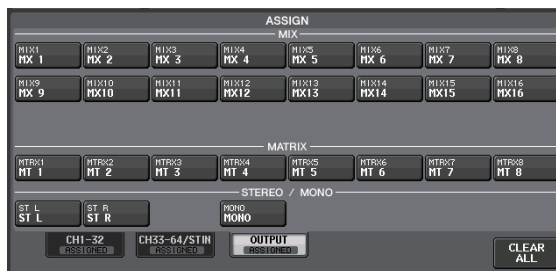 ASSIGN
MIX
MIX1 MIX2 MIX3 MIX4 MIX5 MIX6 MIX7 MIX8
MX 1 MX 2 MX 3 MX 4 MX 5 MX 6 MX 7 MX 8
MIX9 MIX10 MIX11 MIX12 MIX13 MIX14 MIX15 MIX16
MX 9 MX10 MX11 MX12 MX13 MX14 MX15 MX16
MATRIX
MTRX1 MTRX2 MTRX3 MTRX4 MTRX5 MTRX6 MTRX7 MTRX8
MT 1 MT 2 MT 3 MT 4 MT 5 MT 6 MT 7 MT 8
STEREO / MONO
ST L ST R MONO
ST L ST R MONO
CH1-32 CH33-64/STIN OUTPUT
ASSIGNED ASSIGNED ASSIGNED
CLEAR
ALL